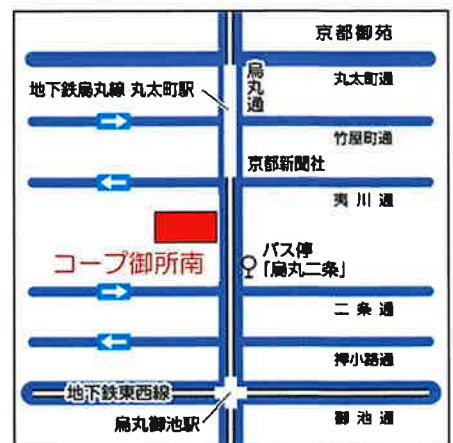 京都御苑
烏丸通
丸太町通
地下鉄烏丸線 丸太町駅
竹屋町通
京都新聞社
夷川通
コープ御所南
バス停
「烏丸二条」
二条通
押小路通
地下鉄東西線
烏丸御池駅
御池通